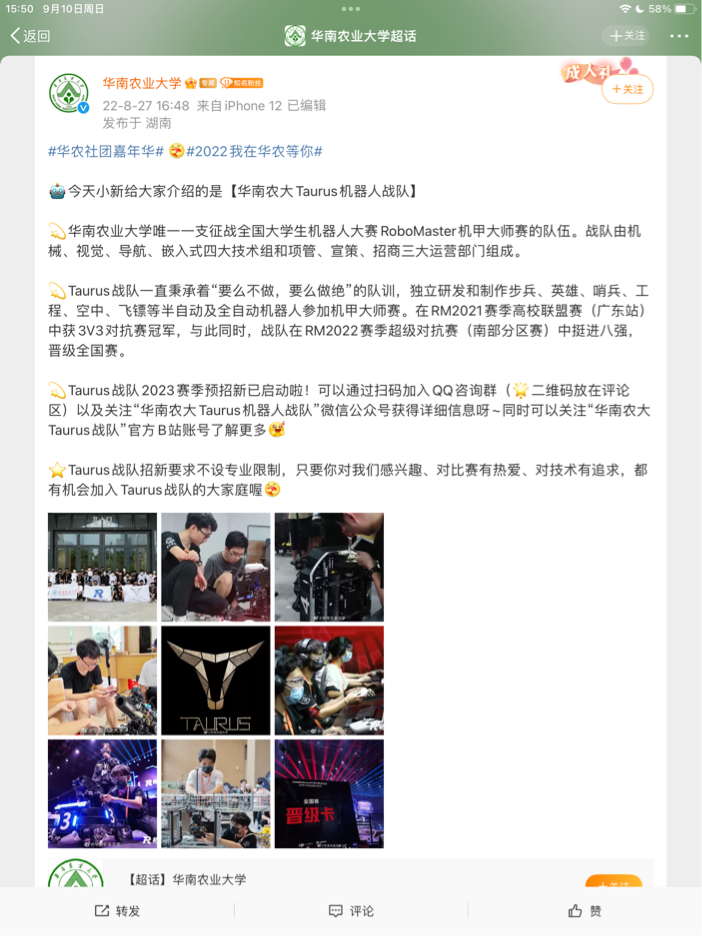 15:50 9月10日周日
58%
返回
华南农业大学超话
+关注
···
华南农业大学
专属
知名粉丝
成人礼
+关注
22-8-27 16:48 来自iPhone 12 已编辑
发布于 湖南
#华农社团嘉年华# #2022我在华农等你#
今天小新给大家介绍的是【华南农大Taurus机器人战队】
华南农业大学唯一一支征战全国大学生机器人大赛RoboMaster机甲大师赛的队伍。战队由机
械、视觉、导航、嵌入式四大技术组和项管、宣策、招商三大运营部门组成。
Taurus战队一直秉承着“要么不做，要么做绝”的队训，独立研发和制作步兵、英雄、哨兵、工
程、空中、飞镖等半自动及全自动机器人参加机甲大师赛。在RM2021赛季高校联盟赛（广东站）
中获3V3对抗赛冠军，与此同时，战队在RM2022赛季超级对抗赛（南部分区赛）中挺进八强，
晋级全国赛。
Taurus战队2023赛季预招新已启动啦！可以通过扫码加入QQ咨询群（二维码放在评论
区）以及关注“华南农大Taurus机器人战队”微信公众号获得详细信息呀~同时可以关注“华南农大
Taurus战队”官方B站账号了解更多
Taurus战队招新要求不设专业限制，只要你对我们感兴趣、对比赛有热爱、对技术有追求，都
有机会加入Taurus战队的大家庭喔
TAURUS
3
全国赛
晋级卡
【超话】华南农业大学
+关注
转发
评论
赞